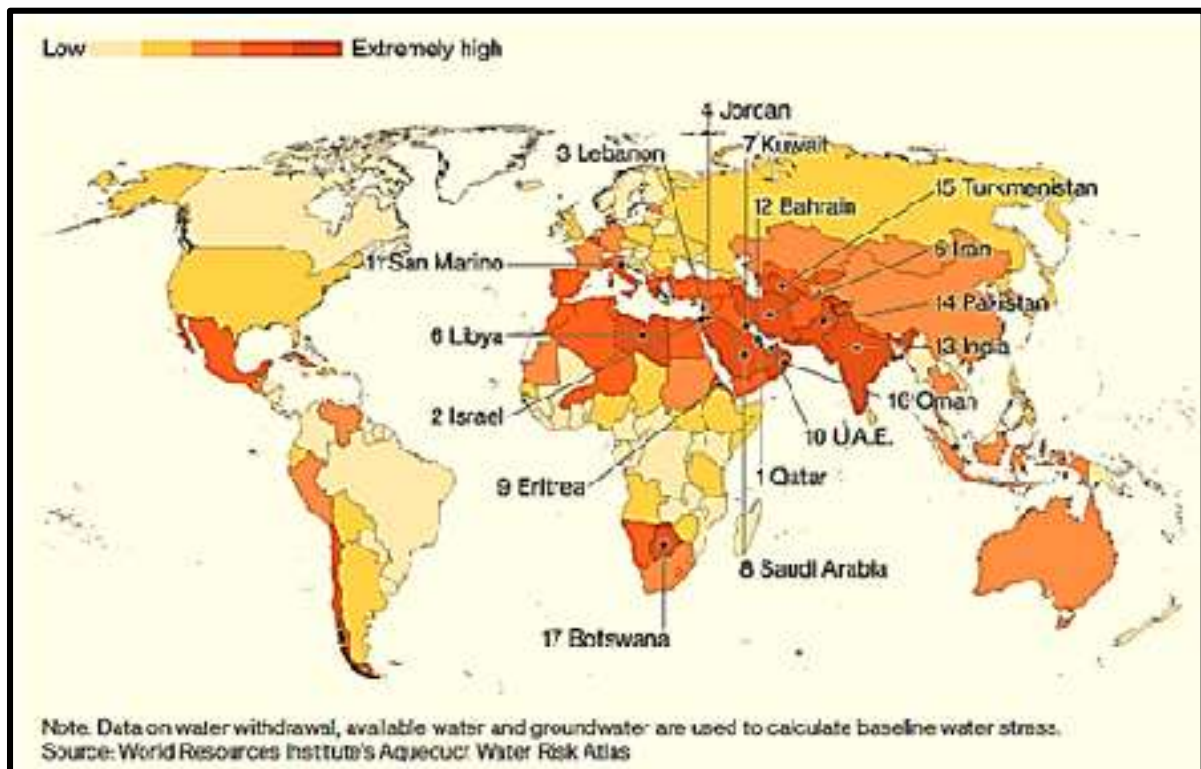 Low Extremely high
4 Jordan
7 Kuwait
3 Lebanon
15 Turkmenistan
12 Bahrain
11 San Marino
14 Pakistan
6 Libya
13 India
2 Israel
16 Oman
10 U.A.E.
9 Eritrea
1 Qatar
8 Saudi Arabia
17 Botswana
Iran
Note. Data on water withdrawal, available water and groundwater are used to calculate baseline water stress.
Source: World Resources Institute's Aqueduct Water Risk Atlas